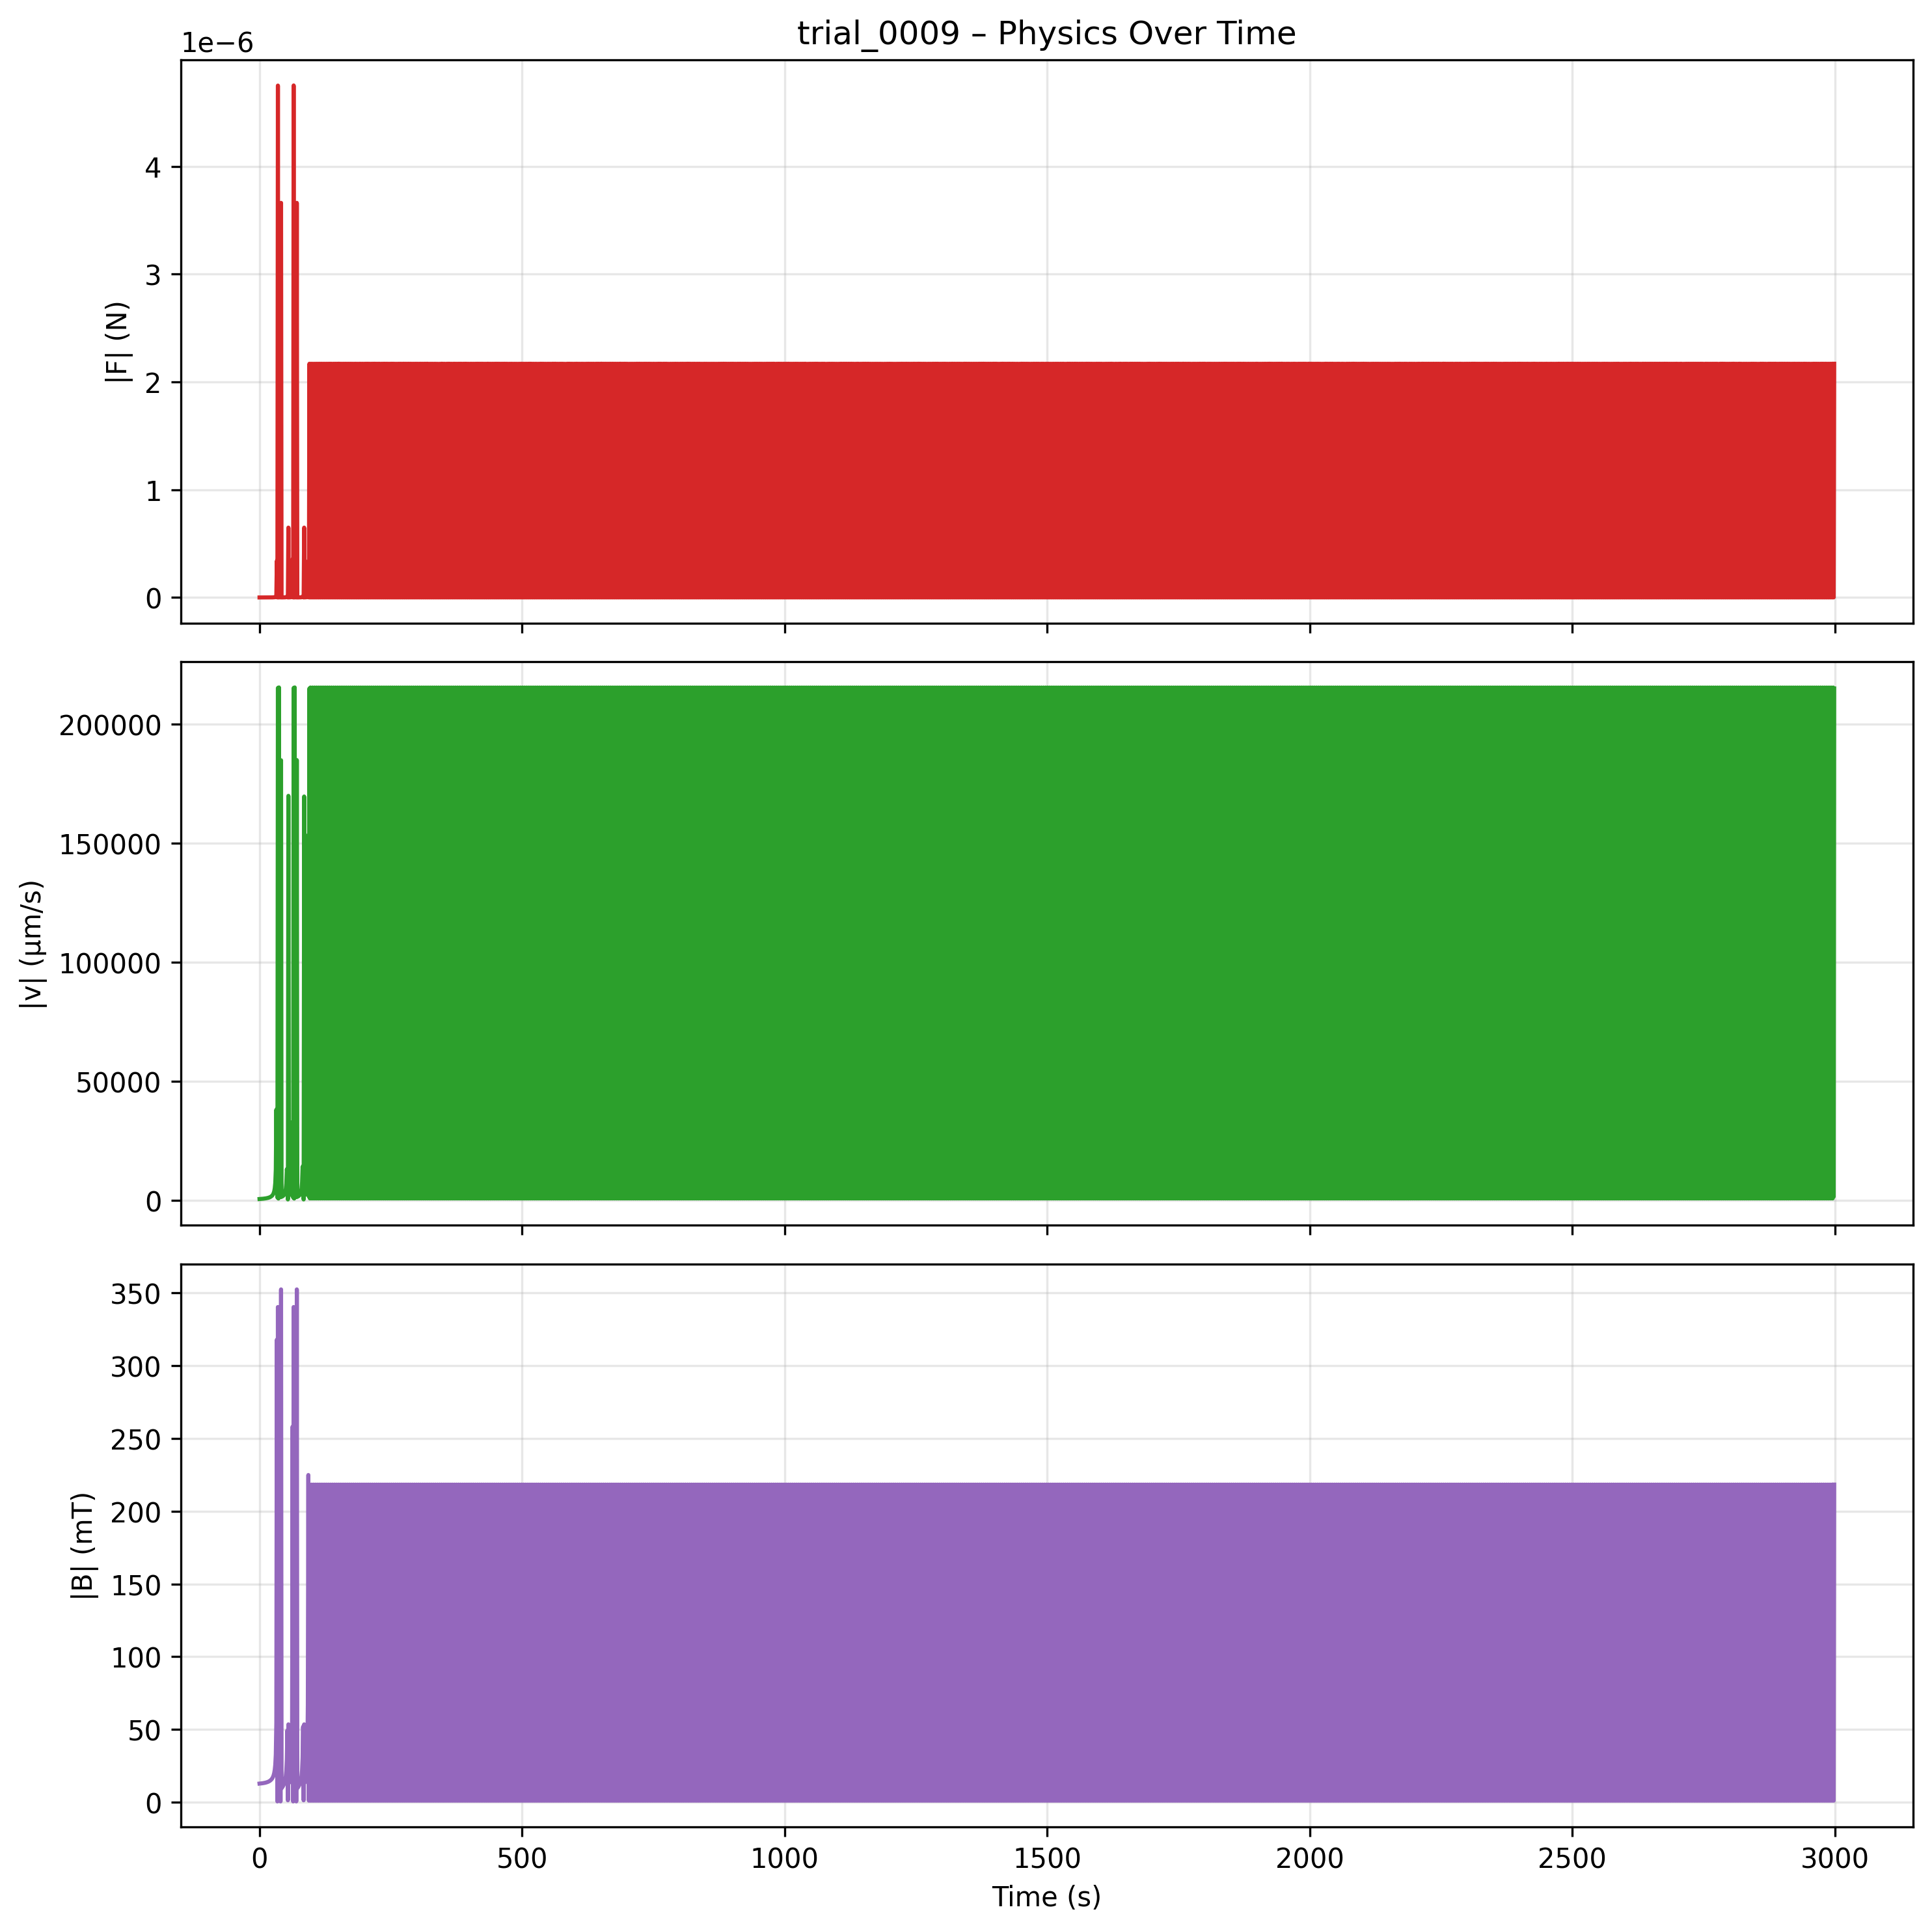 trial_0009 – Physics Over Time
1e−6
4
3
2
1
0
|F| (N)
200000
150000
100000
50000
0
|v| (µm/s)
350
300
250
200
150
100
50
0
|B| (mT)
0 500 1000 1500 2000 2500 3000
Time (s)